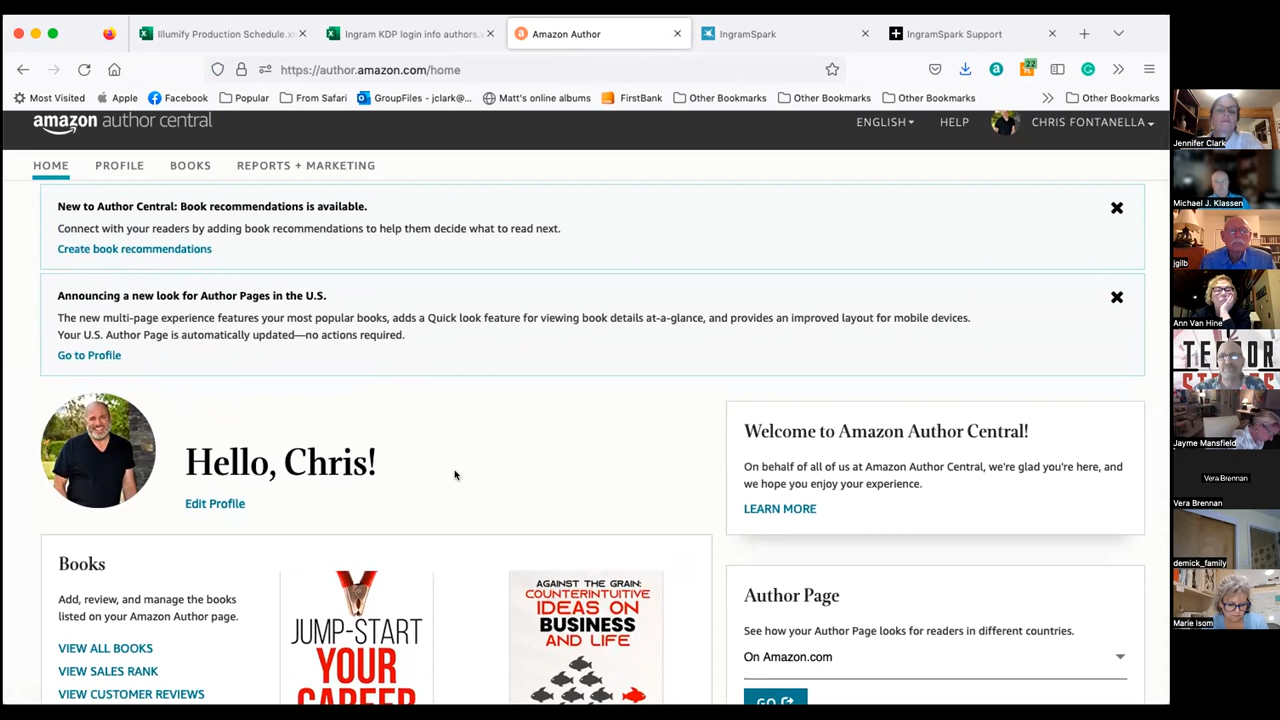 Illumify Production Schedule.x
Ingram KDP login info authors.x
Amazon Author
IngramSpark
IngramSpark Support
https://author.amazon.com/home
22
Most Visited
Apple
Facebook
Popular
From Safari
GroupFiles - jclark@...
Matt's online albums
FirstBank
Other Bookmarks
Other Bookmarks
Other Bookmarks
Other Bookmarks
amazon author central
ENGLISH
HELP
CHRIS FONTANELLA
HOME
PROFILE
BOOKS
REPORTS + MARKETING
New to Author Central: Book recommendations is available.
Connect with your readers by adding book recommendations to help them decide what to read next.
Create book recommendations
Announcing a new look for Author Pages in the U.S.
The new multi-page experience features your most popular books, adds a Quick look feature for viewing book details at-a-glance, and provides an improved layout for mobile devices.
Your U.S. Author Page is automatically updated—no actions required.
Go to Profile
Hello, Chris!
Edit Profile
Welcome to Amazon Author Central!
On behalf of all of us at Amazon Author Central, we're glad you're here, and
we hope you enjoy your experience.
LEARN MORE
Books
Add, review, and manage the books
listed on your Amazon Author page.
VIEW ALL BOOKS
VIEW SALES RANK
VIEW CUSTOMER REVIEWS
JUMP-START
YOUR
CAREER
AGAINST THE GRAIN:
COUNTERINTUITIVE
IDEAS ON
BUSINESS
AND LIFE
Author Page
See how your Author Page looks for readers in different countries.
On Amazon.com
GO
Jennifer Clark
Michael J. Klassen
jgilb
Ann Van Hine
Jayme Mansfield
Vera Brennan
Vera Brennan
demick_family
Marie Isom